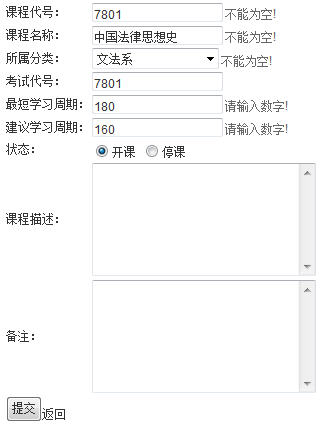 课程代号： 7801 不能为空!
课程名称： 中国法律思想史 不能为空!
所属分类： 文法系 不能为空!
考试代号： 7801
最短学习周期： 180 请输入数字!
建议学习周期： 160 请输入数字!
状态： 开课 停课
课程描述：
备注：
提交 返回